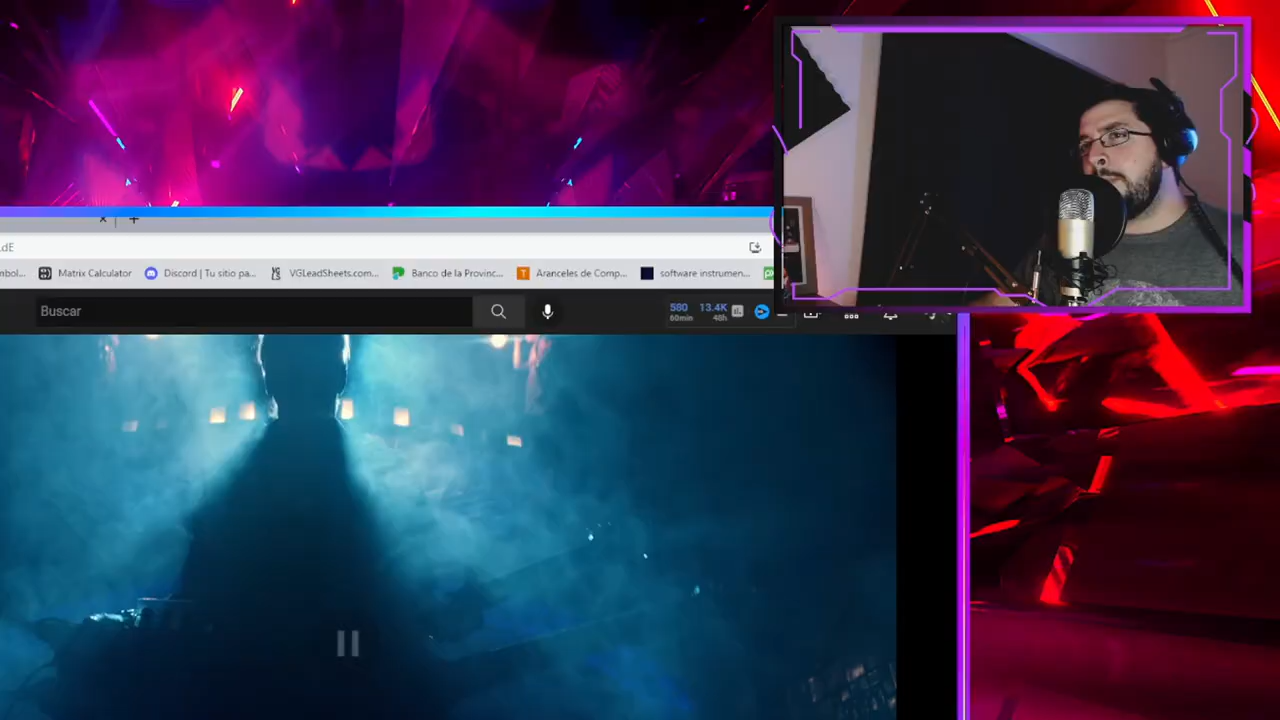 .dE
mbol...
Matrix Calculator
Discord | Tu sitio pa...
VGLeadSheets.com...
Banco de la Provinc...
Aranceles de Comp...
software instrumen...
Buscar
580 13.4K
60min 48h